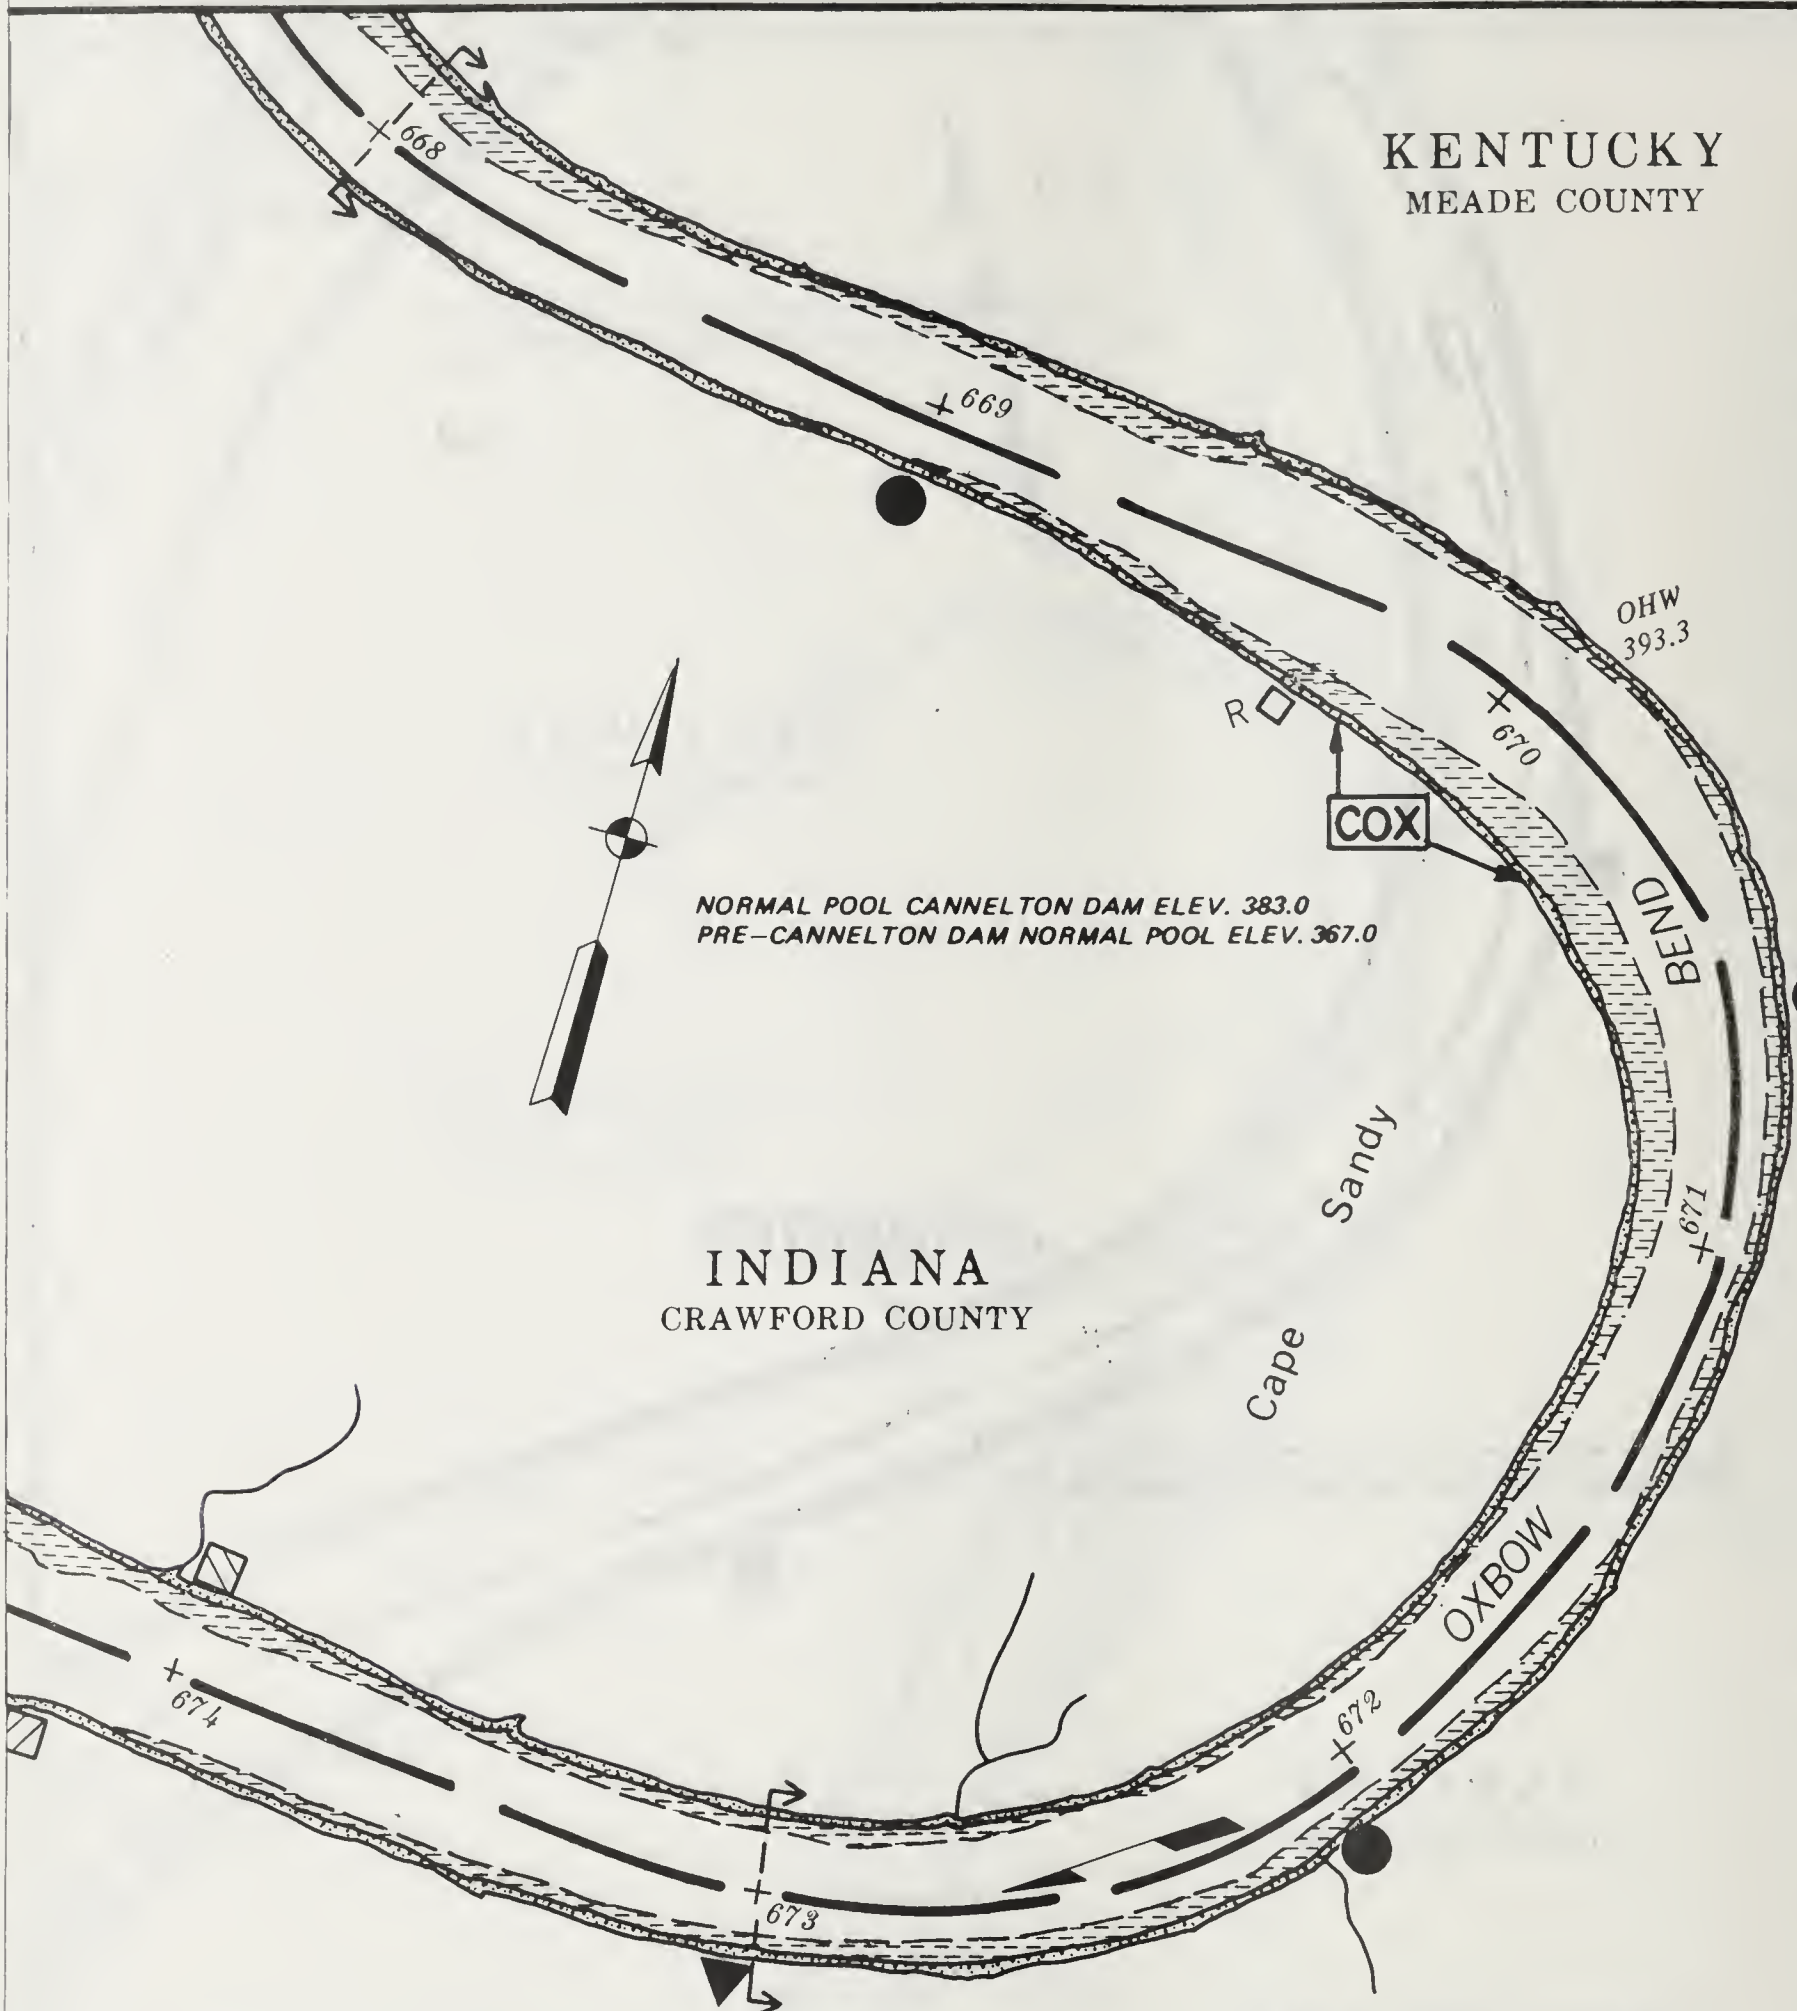 KENTUCKY
MEADE COUNTY
668
669
OHW
393.3
R
670
COX
BEND
NORMAL POOL CANNELTON DAM ELEV. 383.0
PRE-CANNELTON DAM NORMAL POOL ELEV. 367.0
Cape Sandy
671
INDIANA
CRAWFORD COUNTY
OXBOW
672
674
673